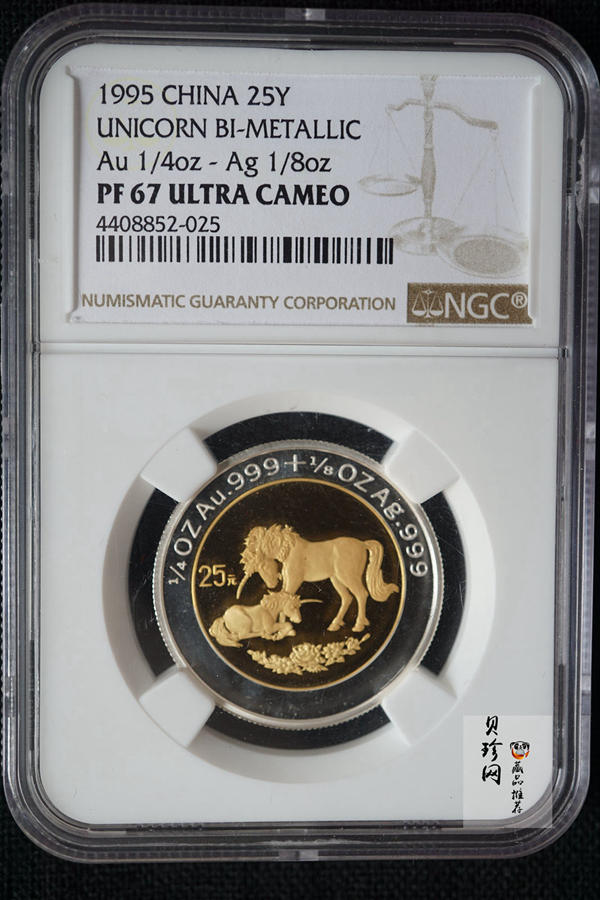 1995 CHINA 25Y
UNICORN BI-METALLIC
Au 1/4oz - Ag 1/8oz
PF 67 ULTRA CAMEO
4408852-025
NUMISMATIC GUARANTY CORPORATION
NGC®
1/4 OZ Au.999+1/8 OZ Ag.999
25元
贝珍网
藏品推荐